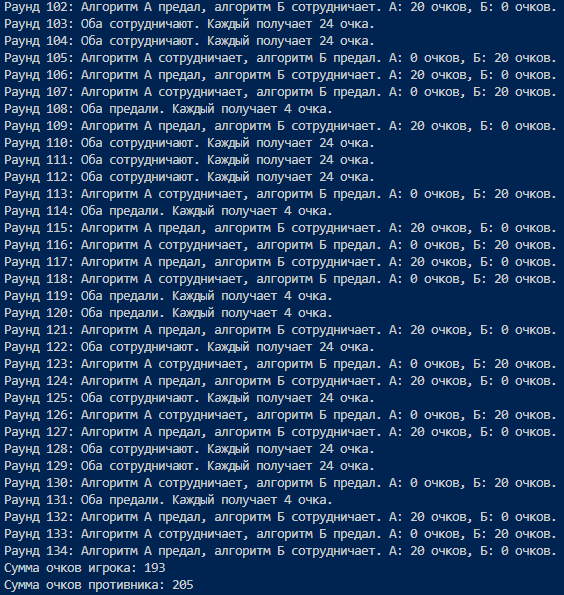 Раунд 102: Алгоритм А предал, алгоритм Б сотрудничает. А: 20 очков, Б: 0 очков.
Раунд 103: Оба сотрудничают. Каждый получает 24 очка.
Раунд 104: Оба сотрудничают. Каждый получает 24 очка.
Раунд 105: Алгоритм А сотрудничает, алгоритм Б предал. А: 0 очков, Б: 20 очков.
Раунд 106: Алгоритм А предал, алгоритм Б сотрудничает. А: 20 очков, Б: 0 очков.
Раунд 107: Алгоритм А сотрудничает, алгоритм Б предал. А: 0 очков, Б: 20 очков.
Раунд 108: Оба предали. Каждый получает 4 очка.
Раунд 109: Алгоритм А предал, алгоритм Б сотрудничает. А: 20 очков, Б: 0 очков.
Раунд 110: Оба сотрудничают. Каждый получает 24 очка.
Раунд 111: Оба сотрудничают. Каждый получает 24 очка.
Раунд 112: Оба сотрудничают. Каждый получает 24 очка.
Раунд 113: Алгоритм А сотрудничает, алгоритм Б предал. А: 0 очков, Б: 20 очков.
Раунд 114: Оба предали. Каждый получает 4 очка.
Раунд 115: Алгоритм А предал, алгоритм Б сотрудничает. А: 20 очков, Б: 0 очков.
Раунд 116: Алгоритм А сотрудничает, алгоритм Б предал. А: 0 очков, Б: 20 очков.
Раунд 117: Алгоритм А предал, алгоритм Б сотрудничает. А: 20 очков, Б: 0 очков.
Раунд 118: Алгоритм А сотрудничает, алгоритм Б предал. А: 0 очков, Б: 20 очков.
Раунд 119: Оба предали. Каждый получает 4 очка.
Раунд 120: Оба предали. Каждый получает 4 очка.
Раунд 121: Алгоритм А предал, алгоритм Б сотрудничает. А: 20 очков, Б: 0 очков.
Раунд 122: Оба сотрудничают. Каждый получает 24 очка.
Раунд 123: Алгоритм А сотрудничает, алгоритм Б предал. А: 0 очков, Б: 20 очков.
Раунд 124: Алгоритм А предал, алгоритм Б сотрудничает. А: 20 очков, Б: 0 очков.
Раунд 125: Оба сотрудничают. Каждый получает 24 очка.
Раунд 126: Алгоритм А сотрудничает, алгоритм Б предал. А: 0 очков, Б: 20 очков.
Раунд 127: Алгоритм А предал, алгоритм Б сотрудничает. А: 20 очков, Б: 0 очков.
Раунд 128: Оба сотрудничают. Каждый получает 24 очка.
Раунд 129: Оба сотрудничают. Каждый получает 24 очка.
Раунд 130: Алгоритм А сотрудничает, алгоритм Б предал. А: 0 очков, Б: 20 очков.
Раунд 131: Оба предали. Каждый получает 4 очка.
Раунд 132: Алгоритм А предал, алгоритм Б сотрудничает. А: 20 очков, Б: 0 очков.
Раунд 133: Алгоритм А сотрудничает, алгоритм Б предал. А: 0 очков, Б: 20 очков.
Раунд 134: Алгоритм А предал, алгоритм Б сотрудничает. А: 20 очков, Б: 0 очков.
Сумма очков игрока: 193
Сумма очков противника: 205